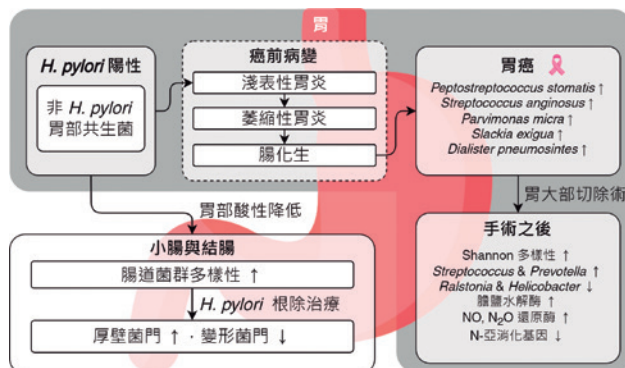 胃
H. pylori 陽性
非 H. pylori
胃部共生菌
癌前病變
淺表性胃炎
萎縮性胃炎
腸化生
胃癌
Peptostreptococcus stomatis ↑
Streptococcus anginosus ↑
Parvimonas micra ↑
Slackia exigua ↑
Dialister pneumosintes ↑
胃部酸性降低
胃大部切除術
小腸與結腸
腸道菌群多樣性 ↑
H. pylori 根除治療
厚壁菌門 ↑ · 變形菌門 ↓
手術之後
Shannon 多樣性 ↑
Streptococcus & Prevotella ↑
Ralstonia & Helicobacter ↓
膽鹽水解酶 ↑
NO, N2O 還原酶 ↑
N-亞消化基因 ↓